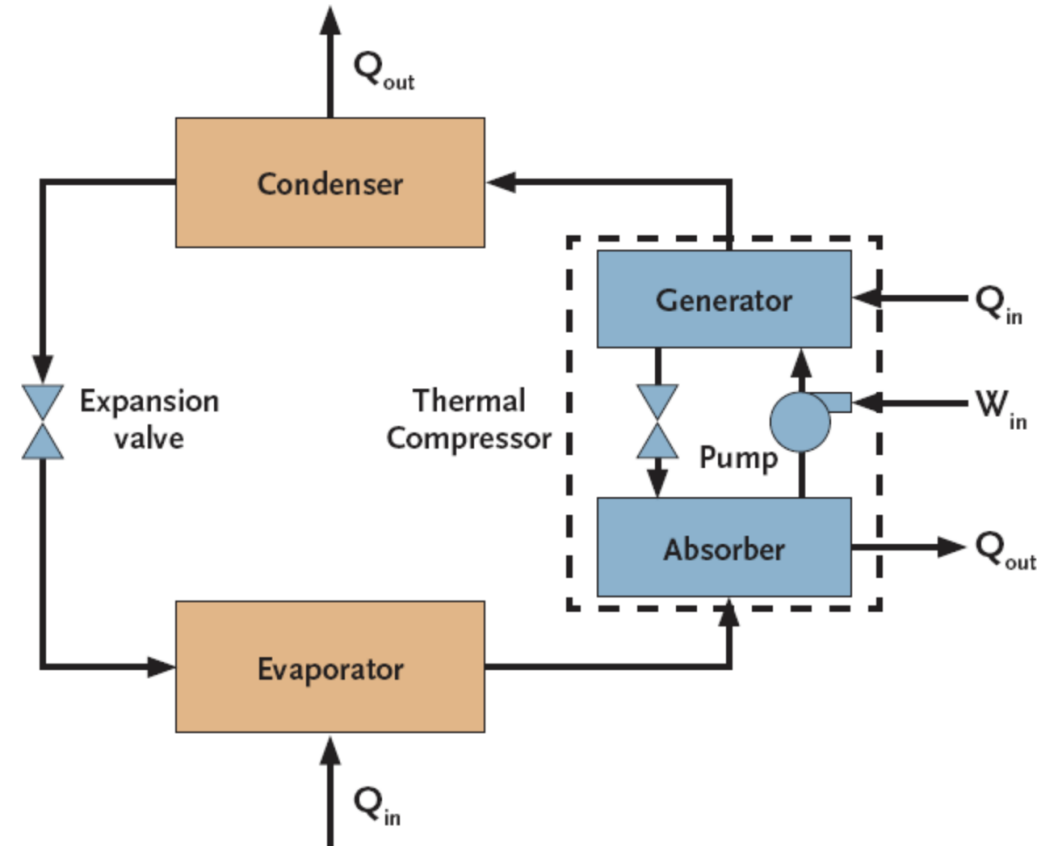 Qout
Condenser
Generator
Qin
Expansion
valve
Thermal
Compressor
Win
Pump
Absorber
Qout
Evaporator
Qin